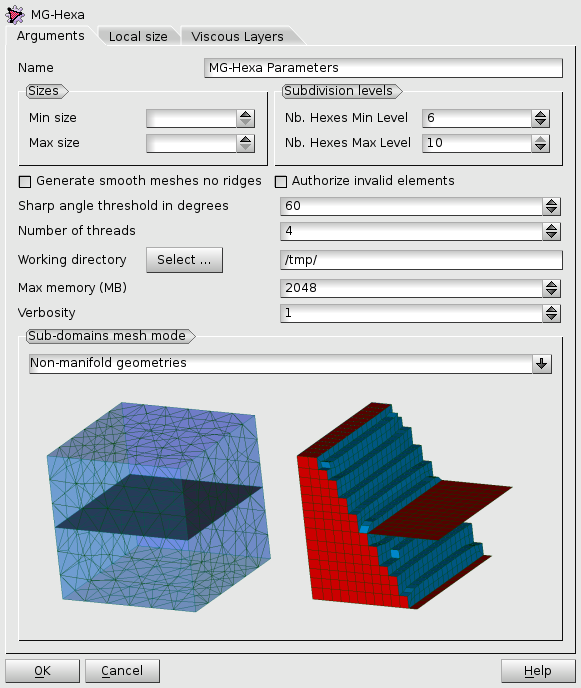 MG-Hexa
Arguments Local size Viscous Layers
Name MG-Hexa Parameters
Sizes Subdivision levels
Min size Nb. Hexes Min Level 6
Max size Nb. Hexes Max Level 10
Generate smooth meshes no ridges Authorize invalid elements
Sharp angle threshold in degrees 60
Number of threads 4
Working directory Select ... /tmp/
Max memory (MB) 2048
Verbosity 1
Sub-domains mesh mode
Non-manifold geometries
OK Cancel Help